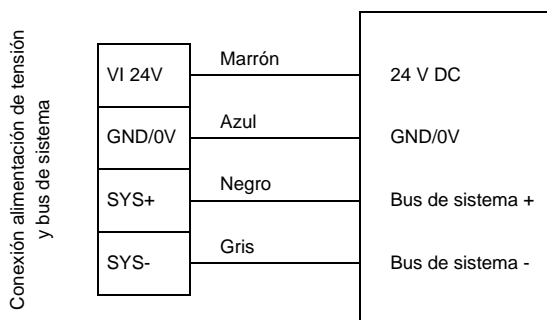 Conexión alimentación de tensión
y bus de sistema
VI 24V
Marrón
24 V DC
GND/0V
Azul
GND/0V
SYS+
Negro
Bus de sistema +
SYS-
Gris
Bus de sistema -